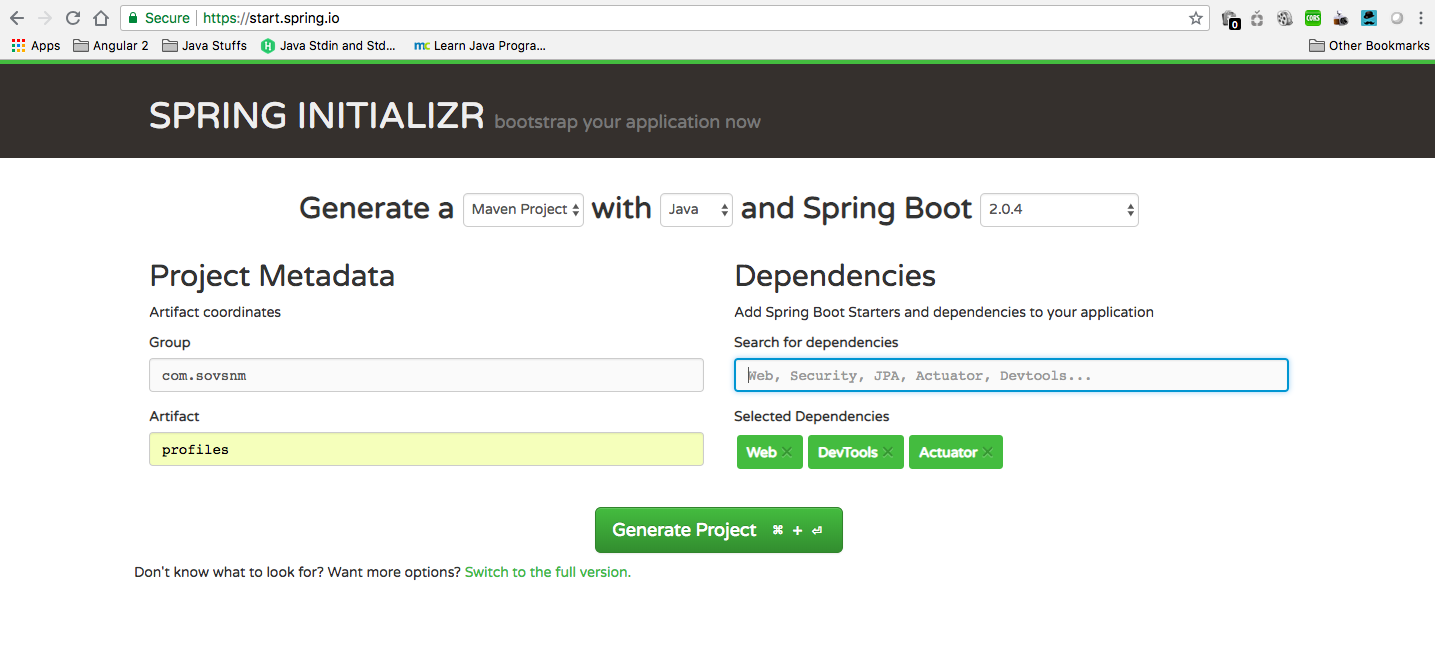 Secure https://start.spring.io
0
CORS
Apps Angular 2 Java Stuffs Java Stdin and Std... mc Learn Java Progra... Other Bookmarks
SPRING INITIALIZR bootstrap your application now
Generate a Maven Project with Java and Spring Boot 2.0.4
Project Metadata
Artifact coordinates
Group
com.sovsnm
Artifact
profiles
Dependencies
Add Spring Boot Starters and dependencies to your application
Search for dependencies
Web, Security, JPA, Actuator, Devtools...
Selected Dependencies
Web × DevTools × Actuator ×
Generate Project ⌘ + ⏎
Don't know what to look for? Want more options? Switch to the full version.